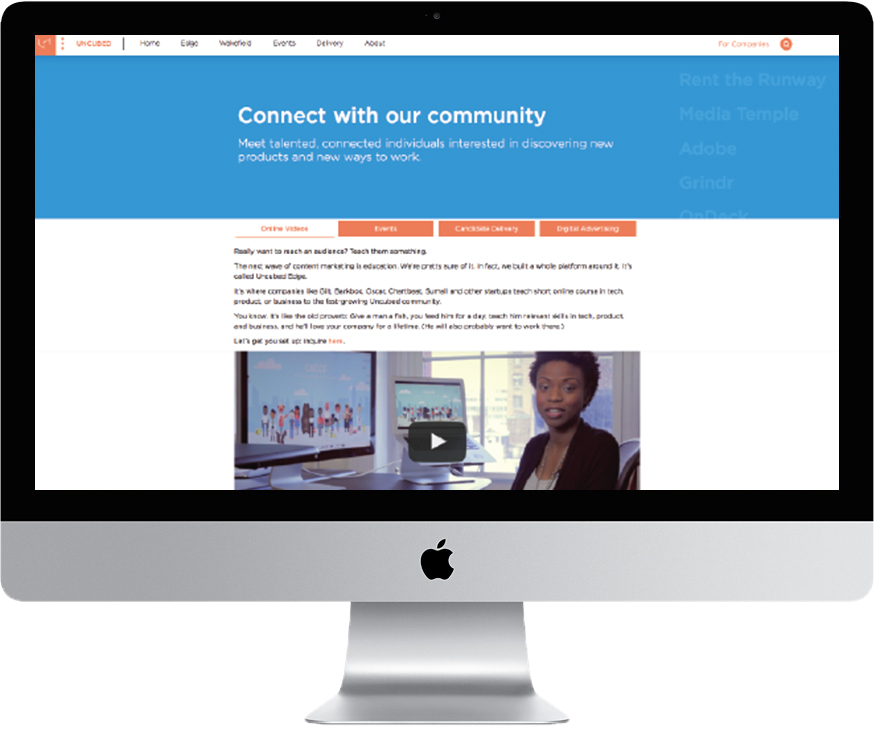 UNCUBED
Home Edge Wakefield Events Delivery About
For Companies
Rent the Runway
Media Temple
Adobe
Grindr
OnDeck
Connect with our community
Meet talented, connected individuals interested in discovering new
products and new ways to work.
Online Videos Events Candidate Delivery Digital Advertising
Really want to reach an audience? Teach them something.
The next wave of content marketing is education. We're pretty sure of it. In fact, we built a whole platform around it. It's
called Uncubed Edge.
It's where companies like Gilt, Barkbox, Oscar, Chartbeat, Sumall and other startups teach short online course in tech,
product, or business to the fast-growing Uncubed community.
You know, it's like the old proverb: Give a man a fish, you feed him for a day, teach him relevant skills in tech, product,
and business, and he'll love your company for a lifetime. (He will also probably want to work there.)
Let's get you set up: inquire here.